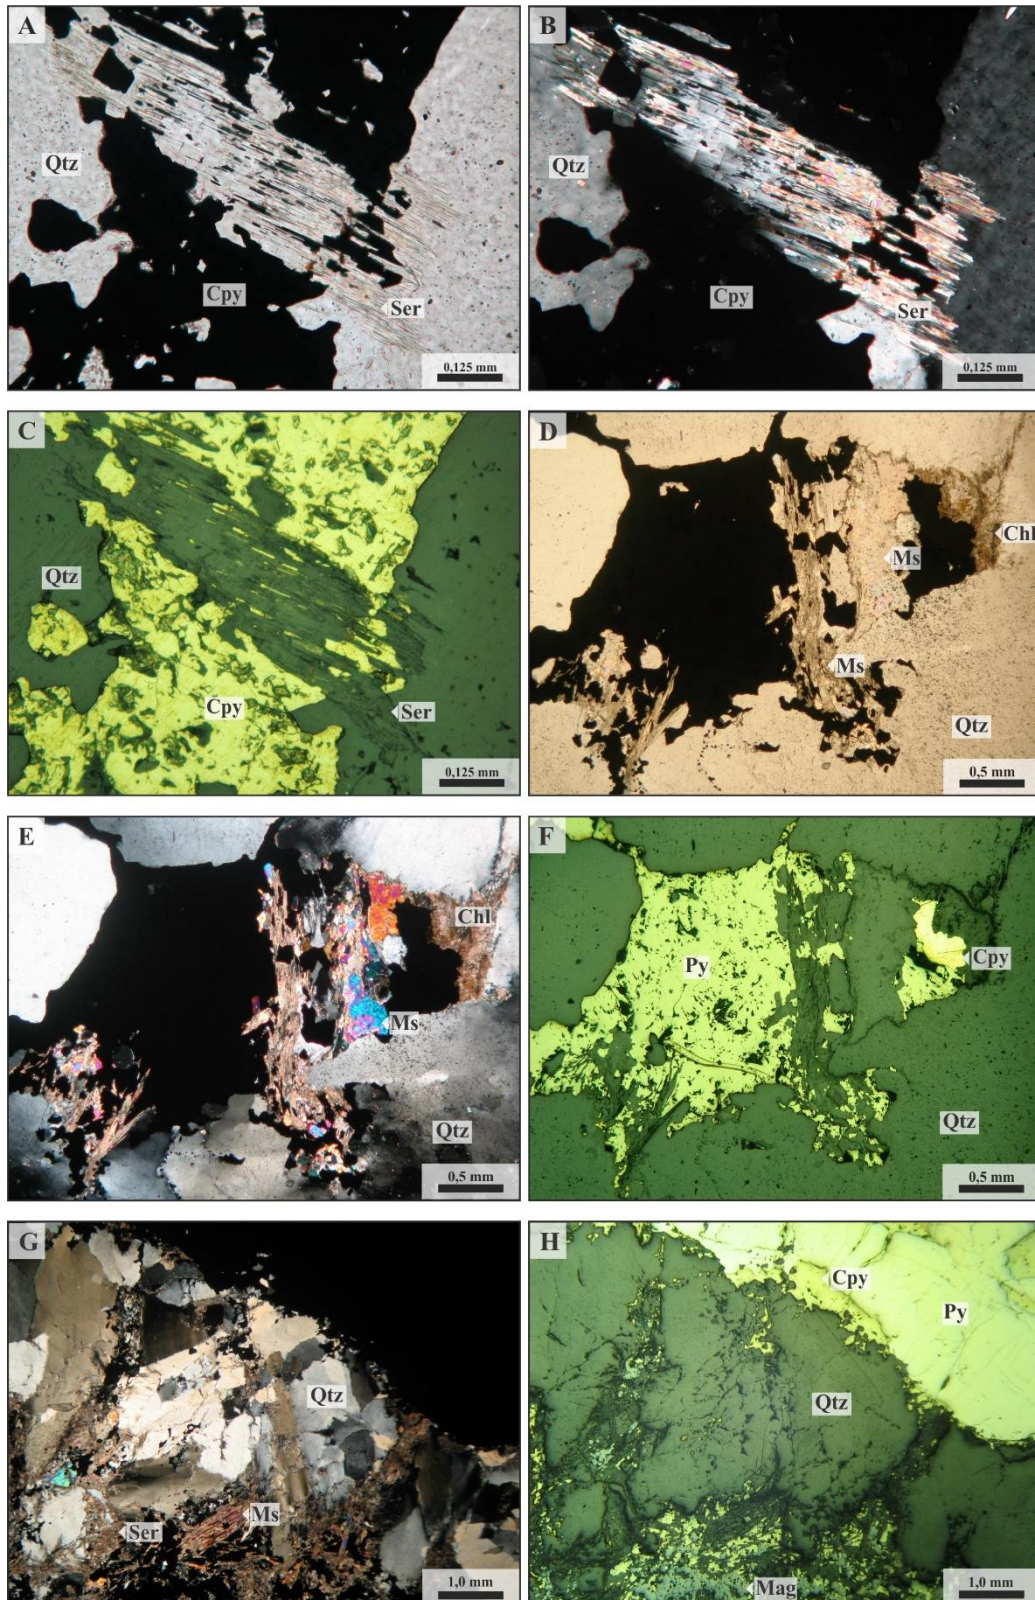 A
Qtz
Cpy
Ser
0,125 mm
B
Qtz
Cpy
Ser
0,125 mm
C
Qtz
Cpy
Ser
0,125 mm
D
Chl
Ms
Ms
Qtz
0,5 mm
E
Chl
Ms
Qtz
0,5 mm
F
Py
Cpy
Qtz
0,5 mm
G
Qtz
Ms
Ser
1,0 mm
H
Cpy
Py
Qtz
Mag
1,0 mm